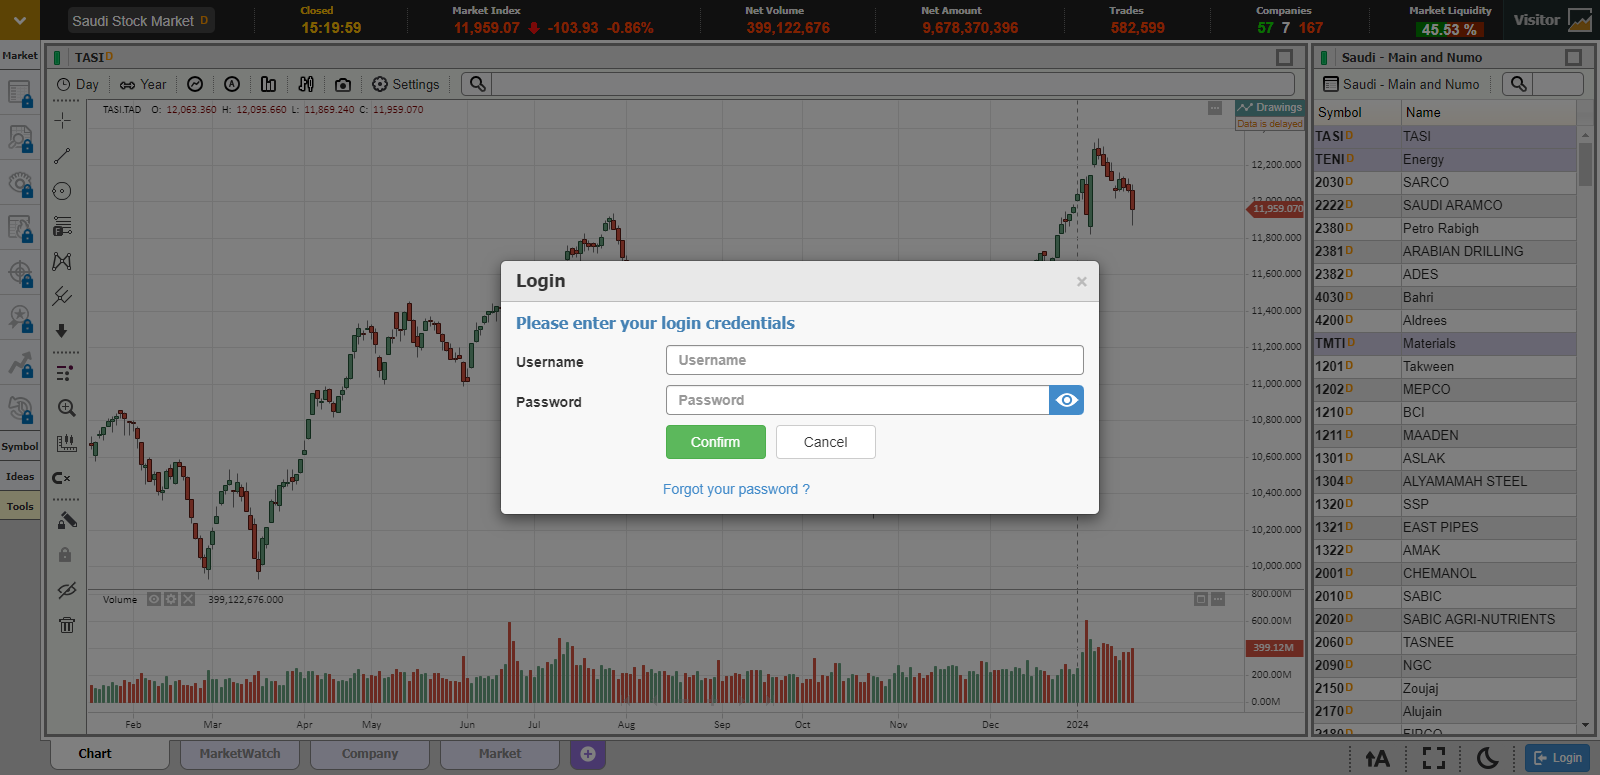 Saudi Stock Market D
Closed
15:19:59
Market Index
11,959.07 -103.93 -0.86%
Net Volume
399,122,676
Net Amount
9,678,370,396
Trades
582,599
Companies
57 7 167
Market Liquidity
45.53 %
Visitor
Market
Symbol
Ideas
Tools
TASI D
Day
Year
A
Settings
TASI.TAD O: 12,063.360 H: 12,095.660 L: 11,869.240 C: 11,959.070
Drawings
Data is delayed
12,200.000
12,000.000
11,959.070
11,800.000
11,600.000
11,400.000
11,200.000
11,000.000
10,800.000
10,600.000
10,400.000
10,200.000
10,000.000
Volume
399,122,676.000
800.00M
600.00M
399.12M
200.00M
0.00M
Feb Mar Apr May Jun Jul Aug Sep Oct Nov Dec 2024
Login
×
Please enter your login credentials
Username
Username
Password
Password
Confirm
Cancel
Forgot your password ?
Saudi - Main and Numo
Saudi - Main and Numo
Symbol Name
TASI D TASI
TENI D Energy
2030 D SARCO
2222 D SAUDI ARAMCO
2380 D Petro Rabigh
2381 D ARABIAN DRILLING
2382 D ADES
4030 D Bahri
4200 D Aldrees
TMTI D Materials
1201 D Takween
1202 D MEPCO
1210 D BCI
1211 D MAADEN
1301 D ASLAK
1304 D ALYAMAMAH STEEL
1320 D SSP
1321 D EAST PIPES
1322 D AMAK
2001 D CHEMANOL
2010 D SABIC
2020 D SABIC AGRI-NUTRIENTS
2060 D TASNEE
2090 D NGC
2150 D Zoujaj
2170 D Alujain
2180 D FIPCO
Chart
MarketWatch
Company
Market
A
Login